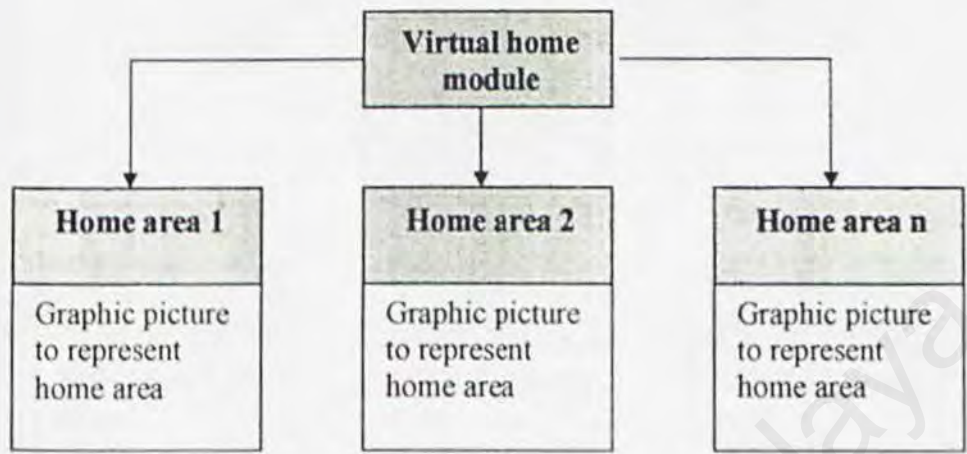 Virtual home
module
Home area 1
Graphic picture
to represent
home area
Home area 2
Graphic picture
to represent
home area
Home area n
Graphic picture
to represent
home area